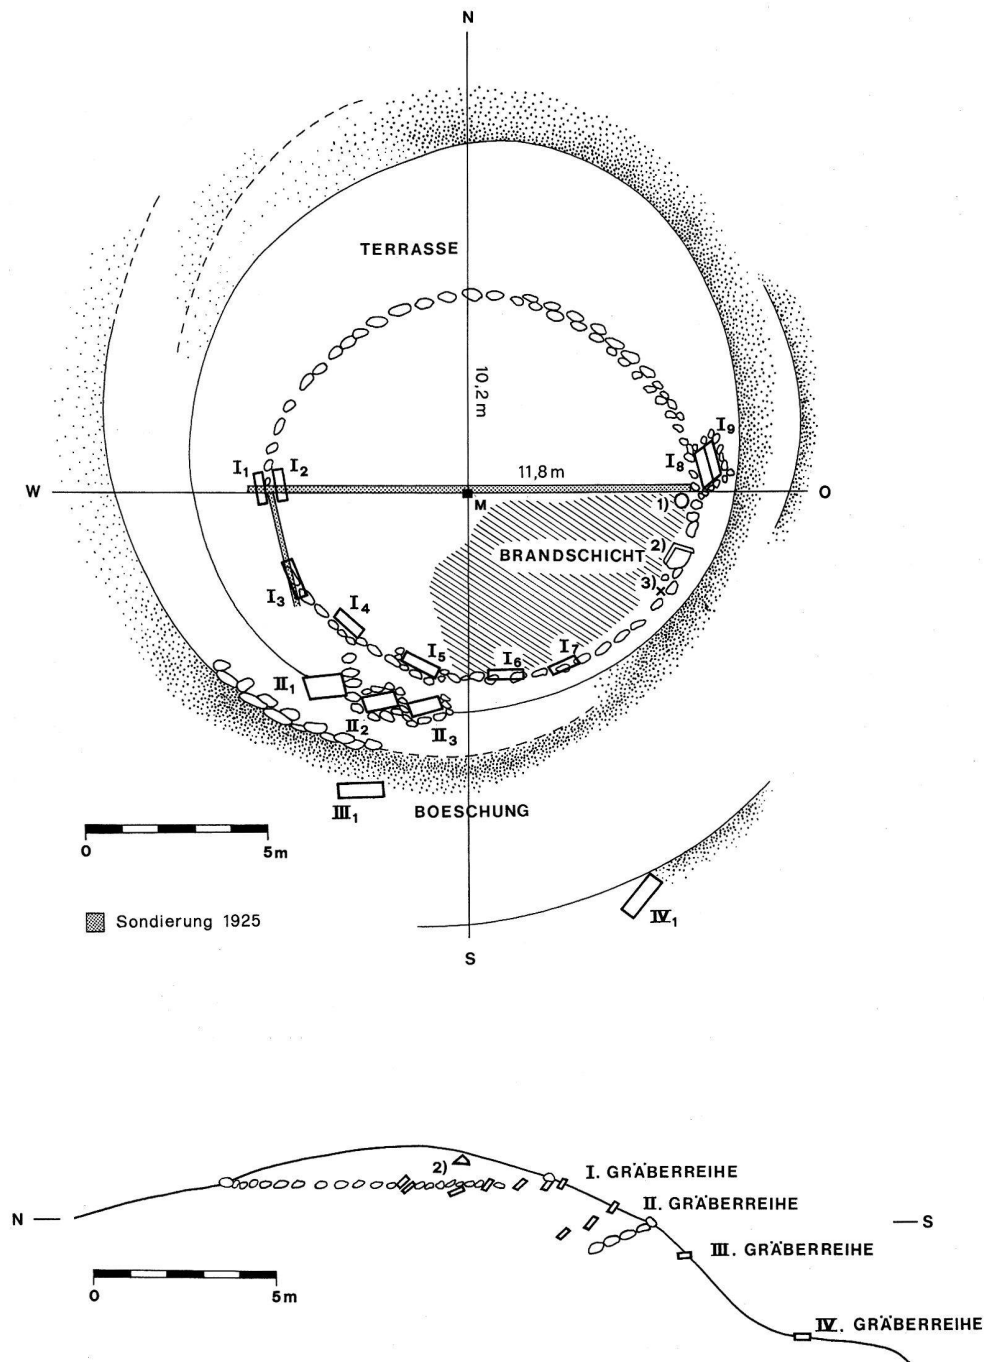 N
TERRASSE
10,2 m
I9
I1
I2
I8
11,8 m
W
O
M
1)
BRANDSCHICHT
2)
3)
I3
I4
I5
I6
I7
II1
II2
II3
III1
BOESCHUNG
0
5m
IV1
Sondierung 1925
S
2)
I. GRÄBERREIHE
II. GRÄBERREIHE
N
S
III. GRÄBERREIHE
0
5m
IV. GRÄBERREIHE